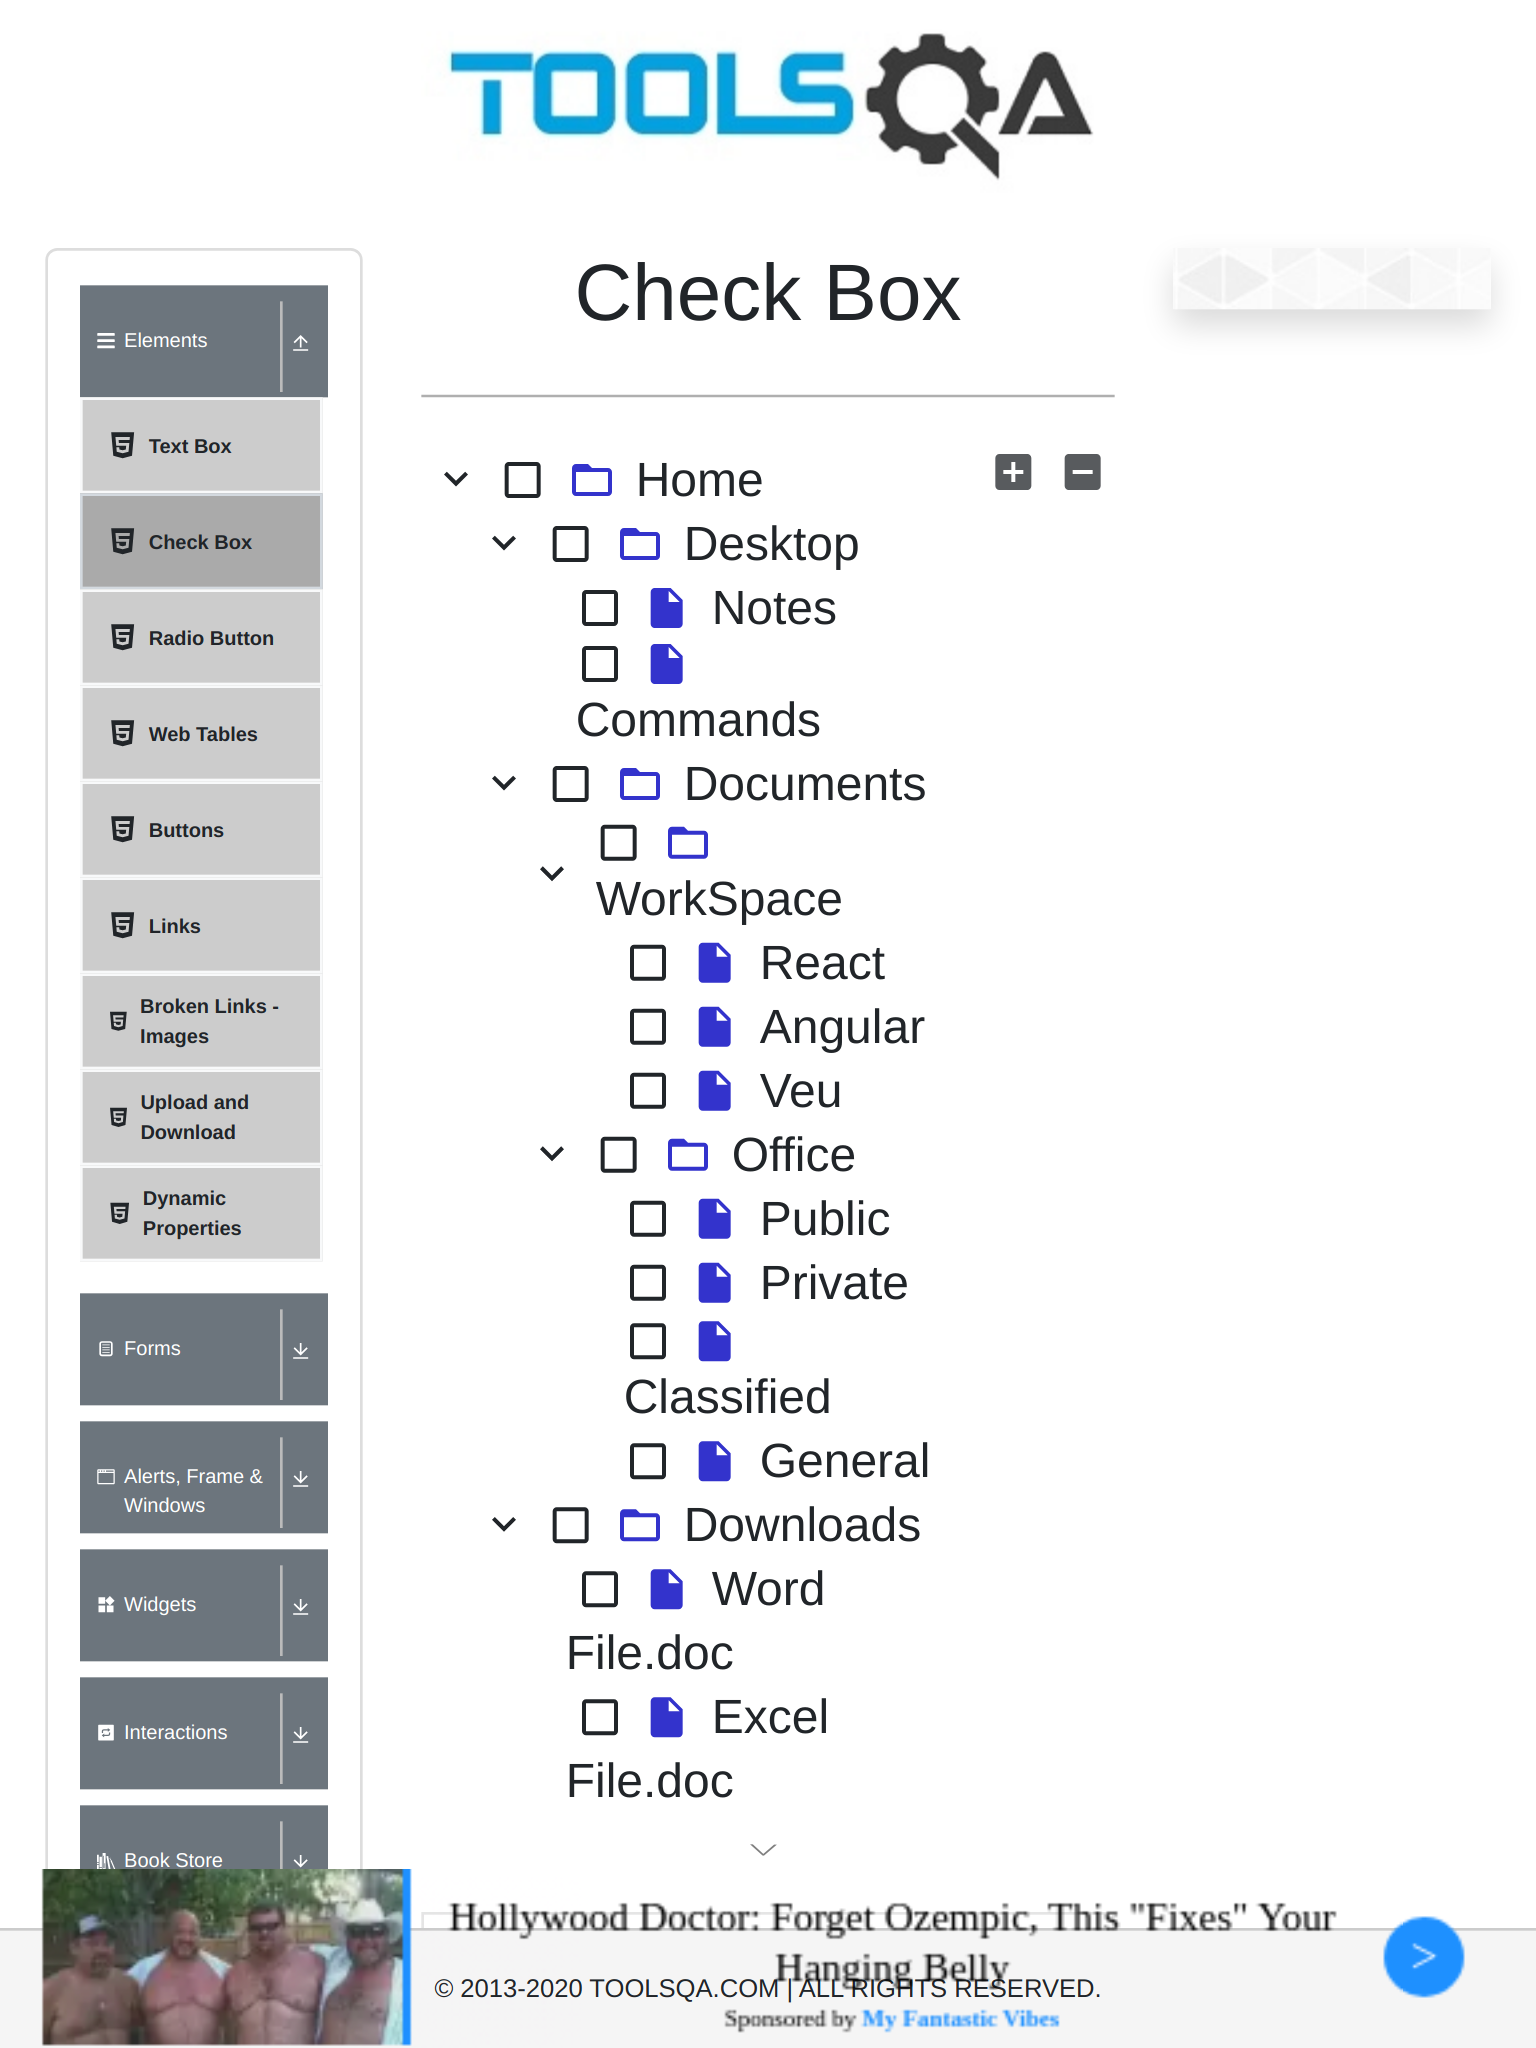 TOOLSQA
Check Box
Elements
Text Box
Check Box
Radio Button
Web Tables
Buttons
Links
Broken Links -
Images
Upload and
Download
Dynamic
Properties
Forms
Alerts, Frame &
Windows
Widgets
Interactions
Book Store
Home
Desktop
Notes
Commands
Documents
WorkSpace
React
Angular
Veu
Office
Public
Private
Classified
General
Downloads
Word
File.doc
Excel
File.doc
Hollywood Doctor: Forget Ozempic, This "Fixes" Your
Hanging Belly
© 2013-2020 TOOLSQA.COM | ALL RIGHTS RESERVED.
Sponsored by My Fantastic Vibes